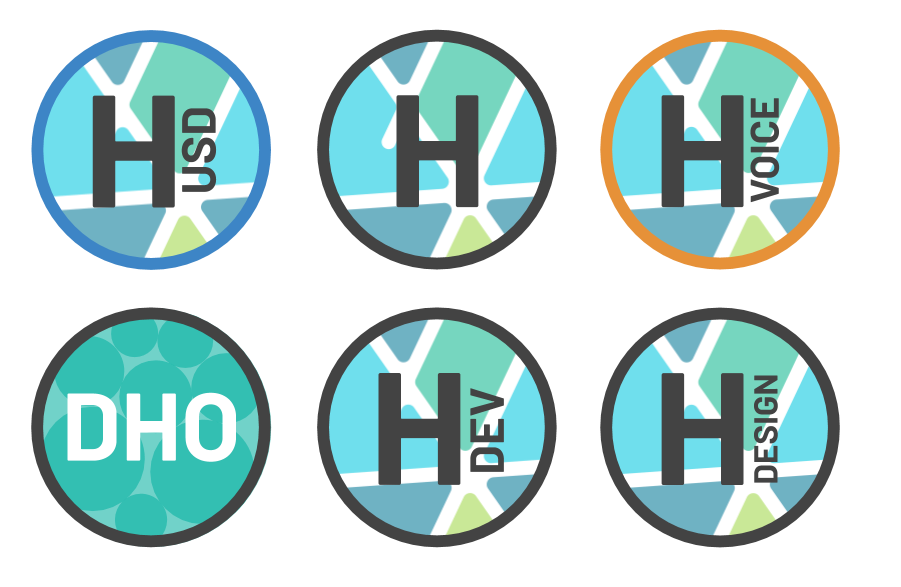 H USD
H
H VOICE
DHO
H DEV
H DESIGN